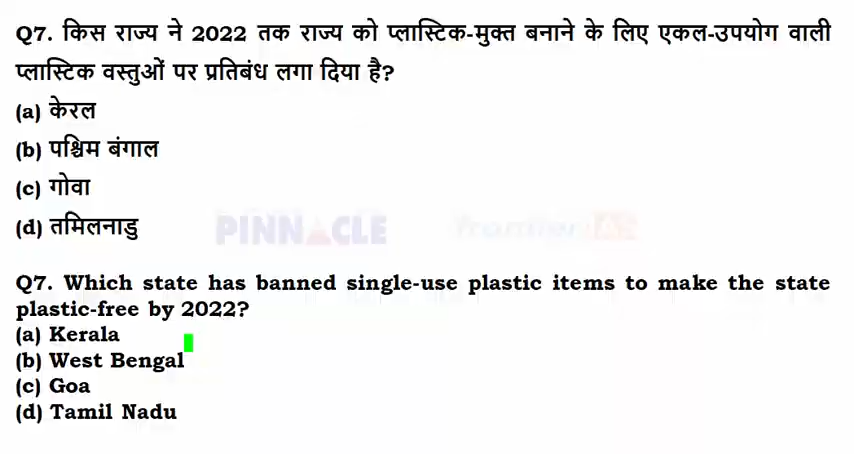 Q7. किस राज्य ने 2022 तक राज्य को प्लास्टिक-मुक्त बनाने के लिए एकल-उपयोग वाली
प्लास्टिक वस्तुओं पर प्रतिबंध लगा दिया है?
(a) केरल
(b) पश्चिम बंगाल
(c) गोवा
(d) तमिलनाडु
PINNACLE
Q7. Which state has banned single-use plastic items to make the state
plastic-free by 2022?
(a) Kerala
(b) West Bengal
(c) Goa
(d) Tamil Nadu